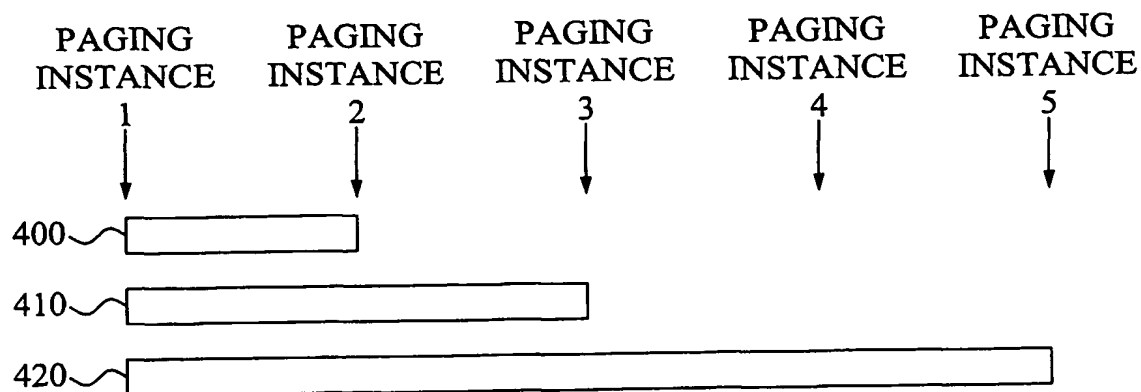 PAGING INSTANCE 1
PAGING INSTANCE 2
PAGING INSTANCE 3
PAGING INSTANCE 4
PAGING INSTANCE 5
400
410
420